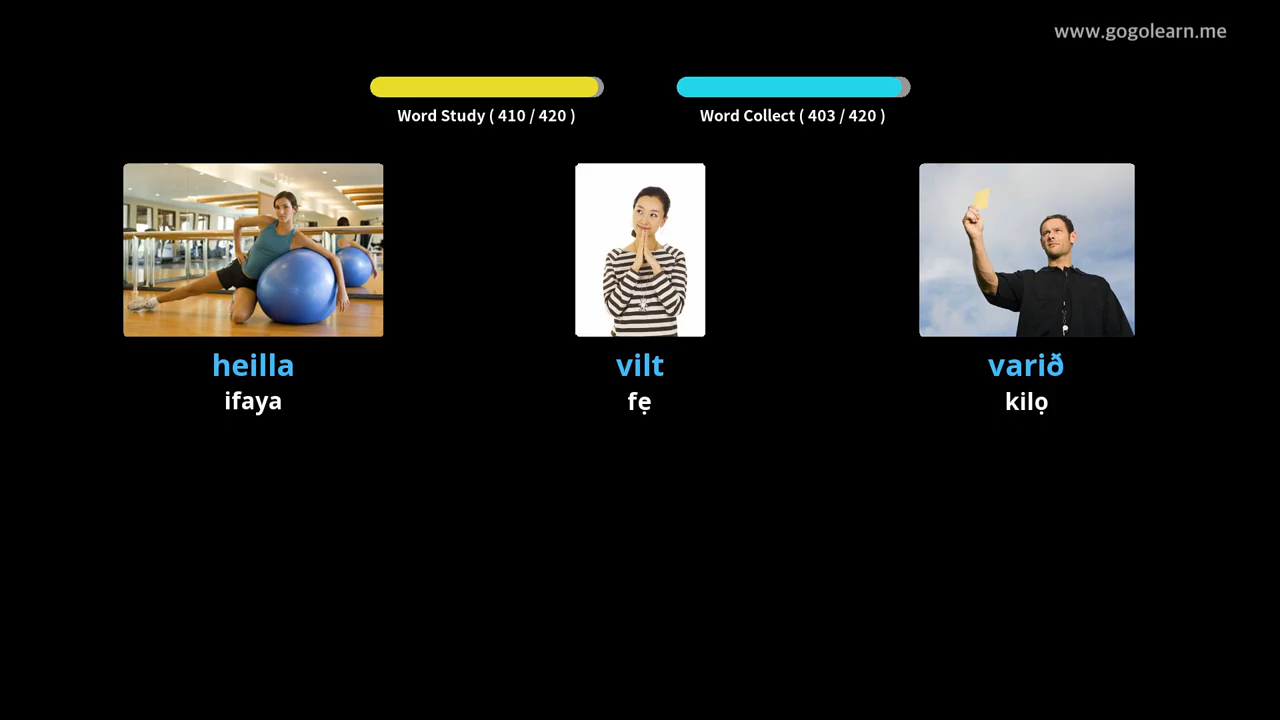 www.gogolearn.me
Word Study ( 410 / 420 )
Word Collect ( 403 / 420 )
heilla
ifaya
vilt
fẹ
varið
kilọ